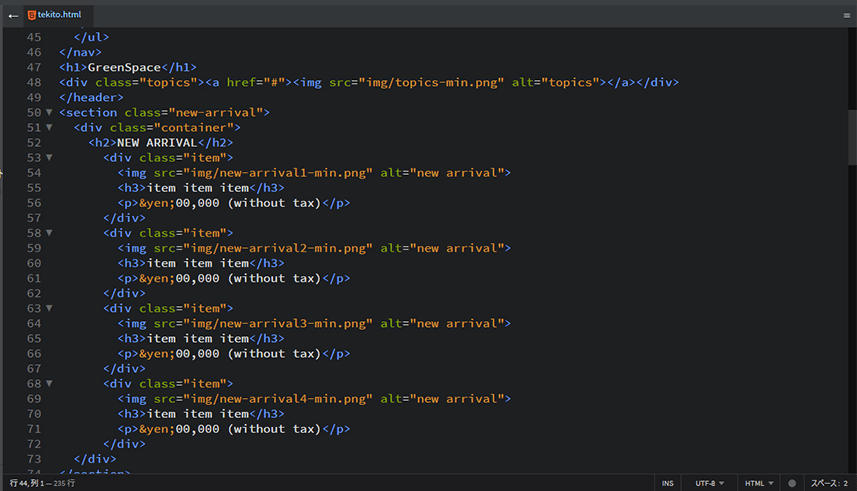 tekito.html
45 </ul>
46 </nav>
47 <h1>GreenSpace</h1>
48 <div class="topics"><a href="#"><img src="img/topics-min.png" alt="topics"></a></div>
49 </header>
50 <section class="new-arrival">
51 <div class="container">
52 <h2>NEW ARRIVAL</h2>
53 <div class="item">
54 <img src="img/new-arrival1-min.png" alt="new arrival">
55 <h3>item item item</h3>
56 <p>&yen;00,000 (without tax)</p>
57 </div>
58 <div class="item">
59 <img src="img/new-arrival2-min.png" alt="new arrival">
60 <h3>item item item</h3>
61 <p>&yen;00,000 (without tax)</p>
62 </div>
63 <div class="item">
64 <img src="img/new-arrival3-min.png" alt="new arrival">
65 <h3>item item item</h3>
66 <p>&yen;00,000 (without tax)</p>
67 </div>
68 <div class="item">
69 <img src="img/new-arrival4-min.png" alt="new arrival">
70 <h3>item item item</h3>
71 <p>&yen;00,000 (without tax)</p>
72 </div>
73 </div>
74 </section>
行 44, 列 1 — 235 行 INS UTF-8 HTML スペース: 2